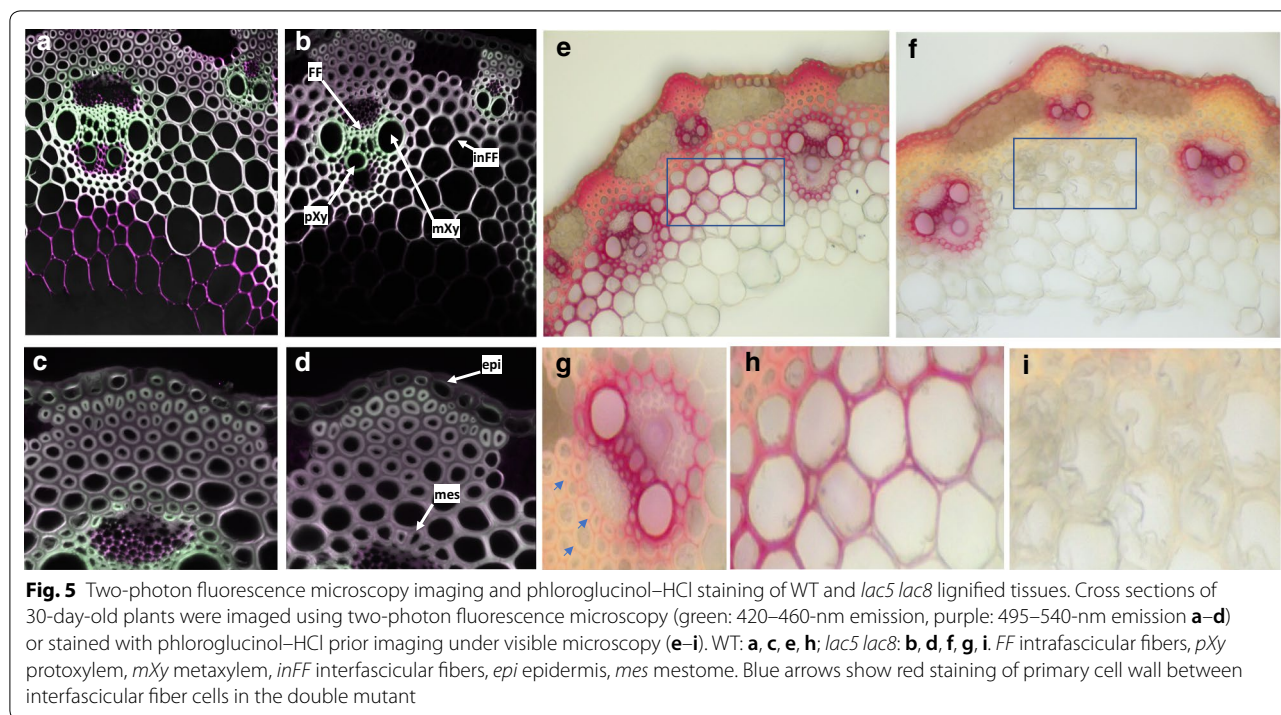 a
b
e
f
FF
inFF
pXy
mXy
c
d
epi
g
h
i
mes
Fig. 5 Two-photon fluorescence microscopy imaging and phloroglucinol–HCl staining of WT and lac5 lac8 lignified tissues. Cross sections of
30-day-old plants were imaged using two-photon fluorescence microscopy (green: 420–460-nm emission, purple: 495–540-nm emission a–d)
or stained with phloroglucinol–HCl prior imaging under visible microscopy (e–i). WT: a, c, e, h; lac5 lac8: b, d, f, g, i. FF intrafascicular fibers, pXy
protoxylem, mXy metaxylem, inFF interfascicular fibers, epi epidermis, mes mestome. Blue arrows show red staining of primary cell wall between
interfascicular fiber cells in the double mutant